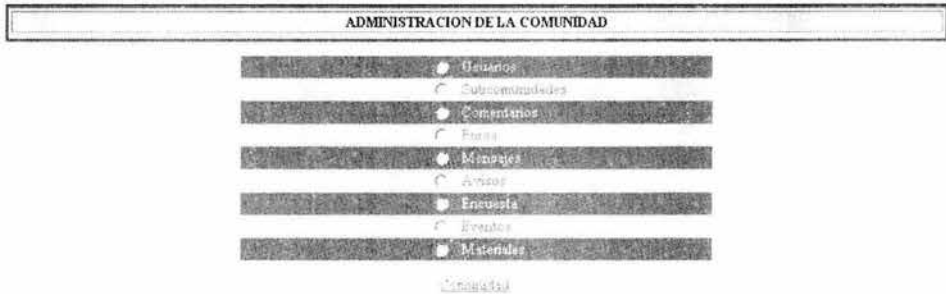 ADMINISTRACION DE LA COMUNIDAD
Usuarios
Subcomunidades
Comentarios
Foros
Mensajes
Avisos
Encuesta
Eventos
Materiales